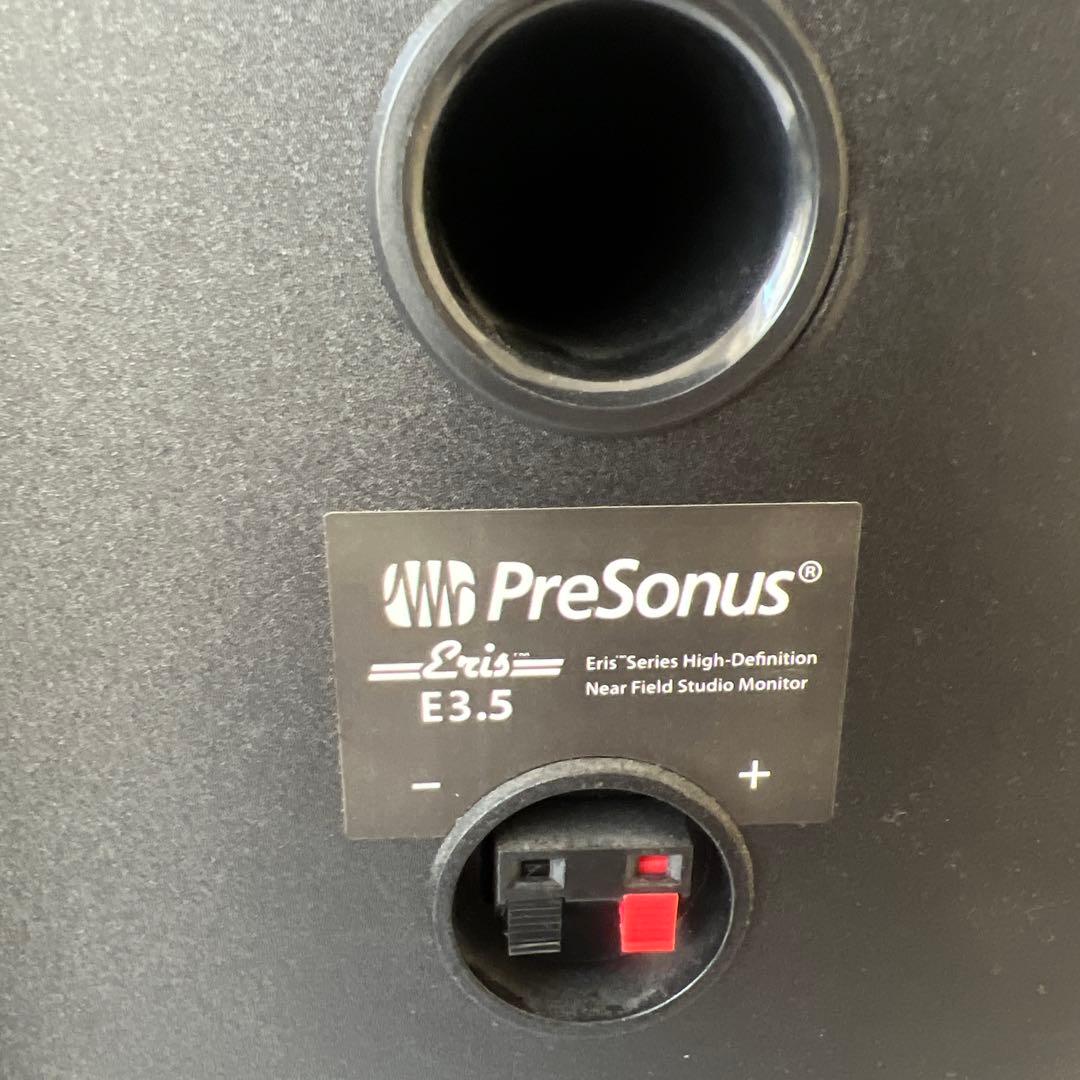 PreSonus®
Eris™
E3.5
Eris™Series High-Definition
Near Field Studio Monitor
- +